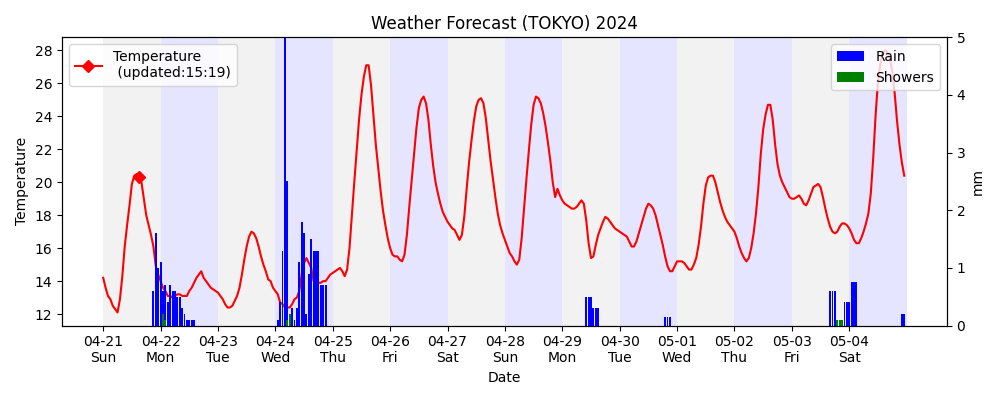 Weather Forecast (TOKYO) 2024
Temperature
(updated:15:19)
Rain
Showers
28
26
24
22
20
18
16
14
12
Temperature
5
4
3
2
1
0
mm
04-21 04-22 04-23 04-24 04-25 04-26 04-27 04-28 04-29 04-30 05-01 05-02 05-03 05-04
Sun Mon Tue Wed Thu Fri Sat Sun Mon Tue Wed Thu Fri Sat
Date